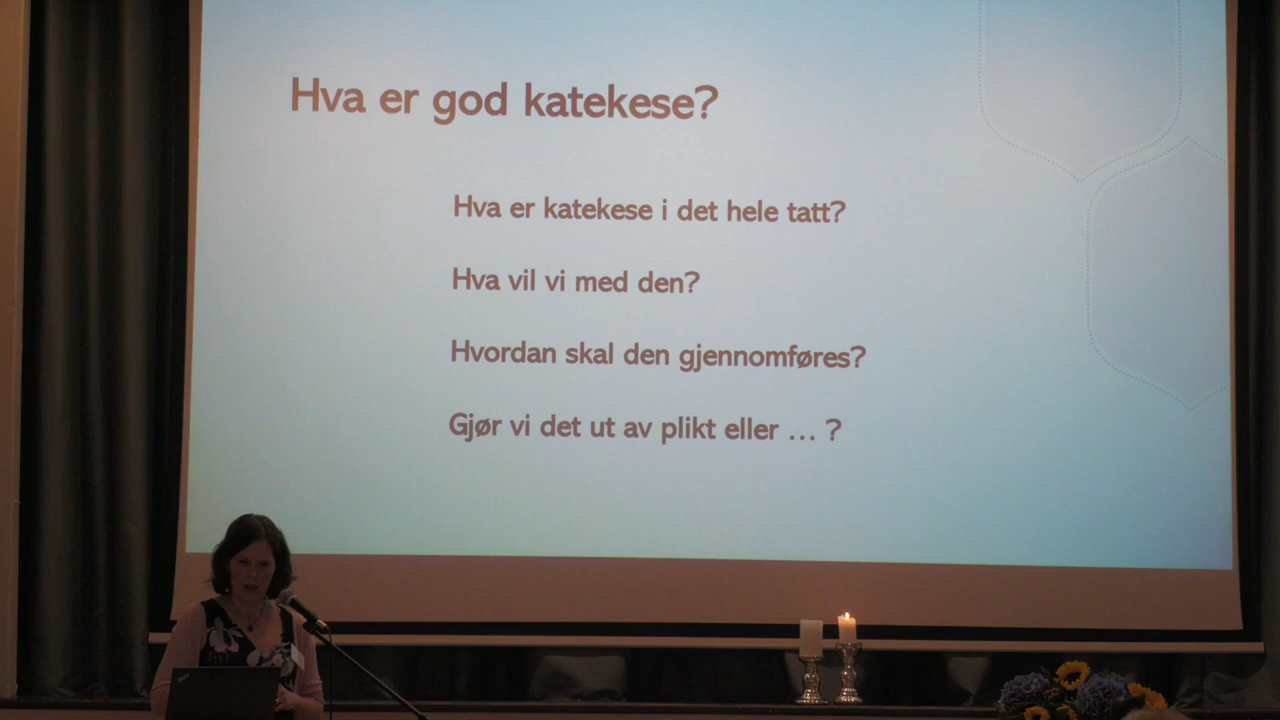 Hva er god katekese?
Hva er katekese i det hele tatt?
Hva vil vi med den?
Hvordan skal den gjennomføres?
Gjør vi det ut av plikt eller … ?